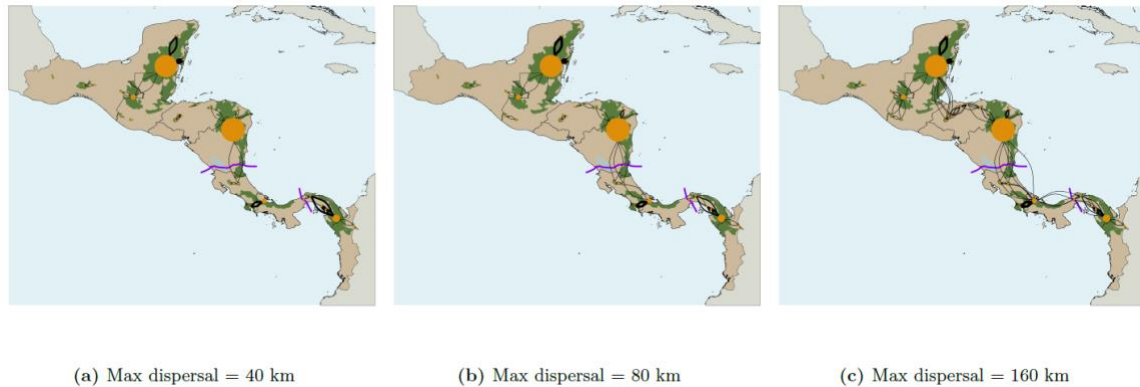 (a) Max dispersal = 40 km
(b) Max dispersal = 80 km
(c) Max dispersal = 160 km